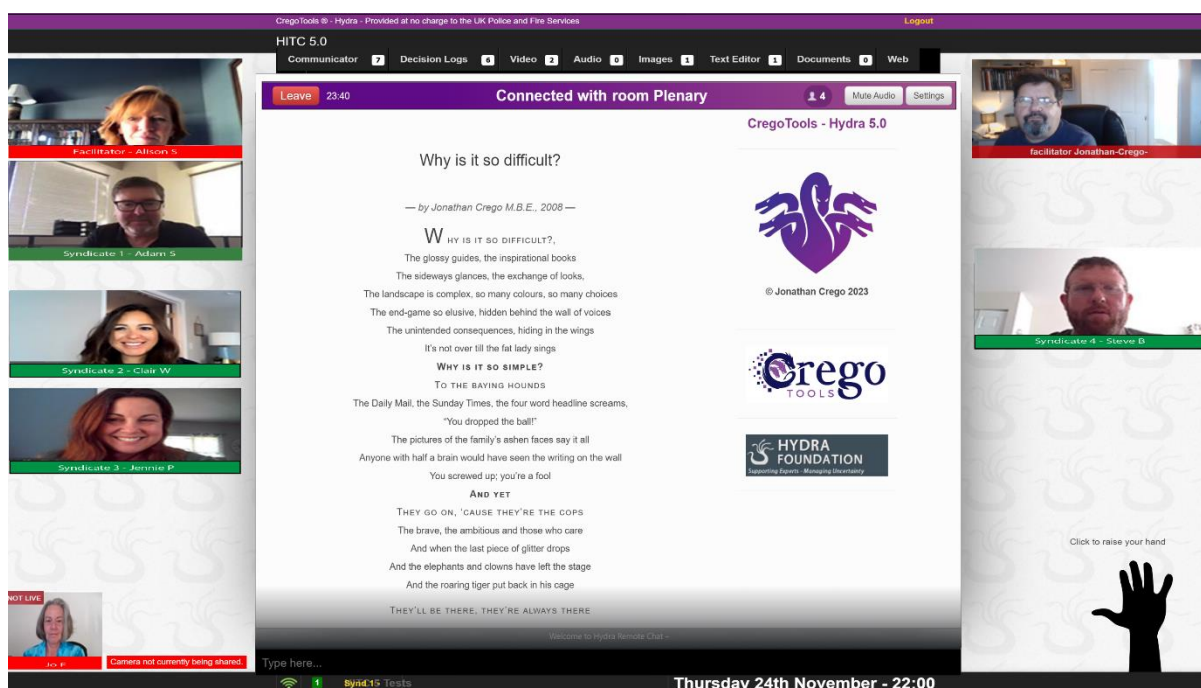 CregoTools ® - Hydra - Provided at no charge to the UK Police and Fire Services
Logout
HITC 5.0
Communicator 7 Decision Logs 6 Video 2 Audio 0 Images 1 Text Editor 1 Documents 0 Web
Leave 23:40 Connected with room Plenary 4 Mute Audio Settings
Facilitator - Alison S
Syndicate 1 - Adam S
Syndicate 2 - Clair W
Syndicate 3 - Jennie P
NOT LIVE
Jo F
Camera not currently being shared.
Why is it so difficult?
— by Jonathan Crego M.B.E., 2008 —
WHY IS IT SO DIFFICULT?,
The glossy guides, the inspirational books
The sideways glances, the exchange of looks,
The landscape is complex, so many colours, so many choices
The end-game so elusive, hidden behind the wall of voices
The unintended consequences, hiding in the wings
It's not over till the fat lady sings
WHY IS IT SO SIMPLE?
TO THE BAYING HOUNDS
The Daily Mail, the Sunday Times, the four word headline screams,
“You dropped the ball!”
The pictures of the family's ashen faces say it all
Anyone with half a brain would have seen the writing on the wall
You screwed up; you're a fool
AND YET
THEY GO ON, 'CAUSE THEY'RE THE COPS
The brave, the ambitious and those who care
And when the last piece of glitter drops
And the elephants and clowns have left the stage
And the roaring tiger put back in his cage
THEY'LL BE THERE, THEY'RE ALWAYS THERE
Welcome to Hydra Remote Chat ~
Type here...
CregoTools - Hydra 5.0
© Jonathan Crego 2023
Crego
TOOLS
HYDRA
FOUNDATION
Supporting Experts - Managing Uncertainty
facilitator Jonathan-Crego-
Syndicate 4 - Steve B
Click to raise your hand
1 Tests
Thursday 24th November - 22:00